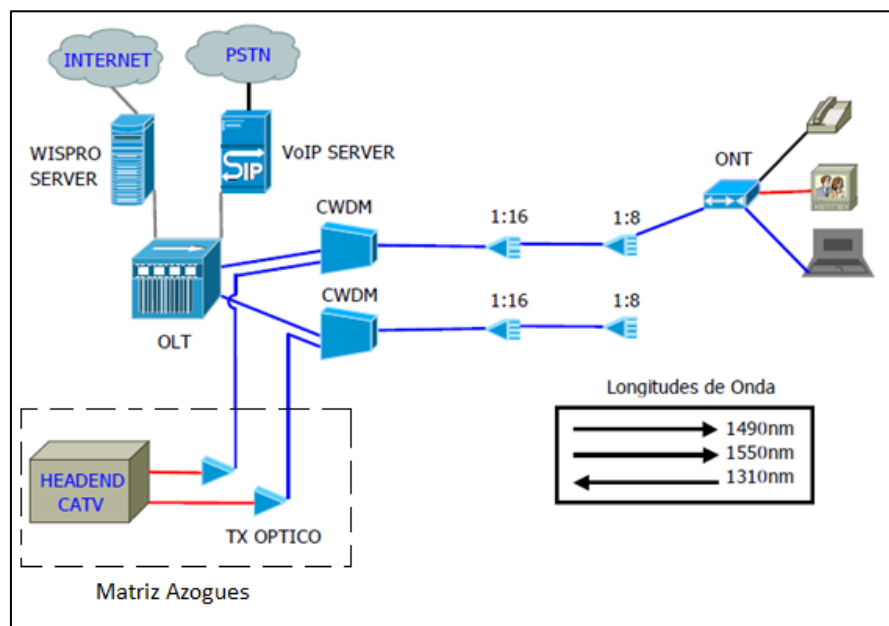 INTERNET
PSTN
WISPRO
SERVER
SIP
VoIP SERVER
ONT
CWDM
1:16
1:8
CWDM
1:16
1:8
OLT
Longitudes de Onda
1490nm
1550nm
1310nm
HEADEND
CATV
TX OPTICO
Matriz Azogues